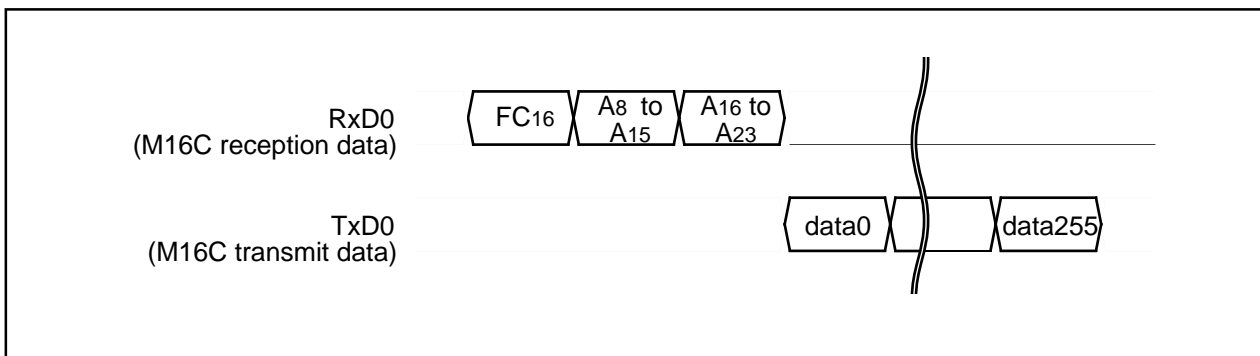 RxD0
(M16C reception data)
FC16
A8 to
A15
A16 to
A23
TxD0
(M16C transmit data)
data0
data255